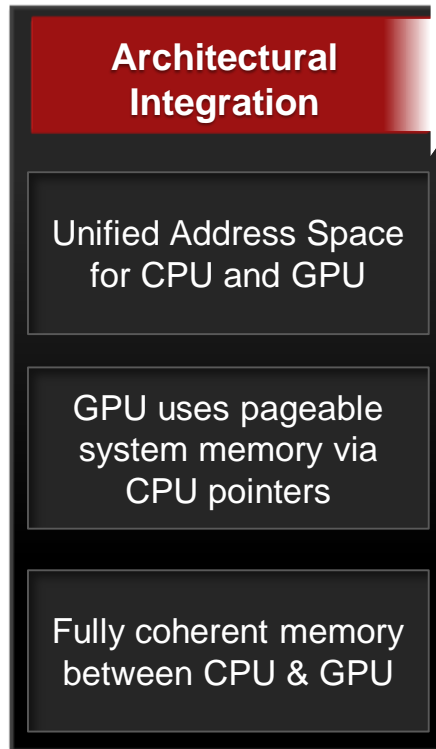 Architectural
Integration
Unified Address Space
for CPU and GPU
GPU uses pageable
system memory via
CPU pointers
Fully coherent memory
between CPU & GPU